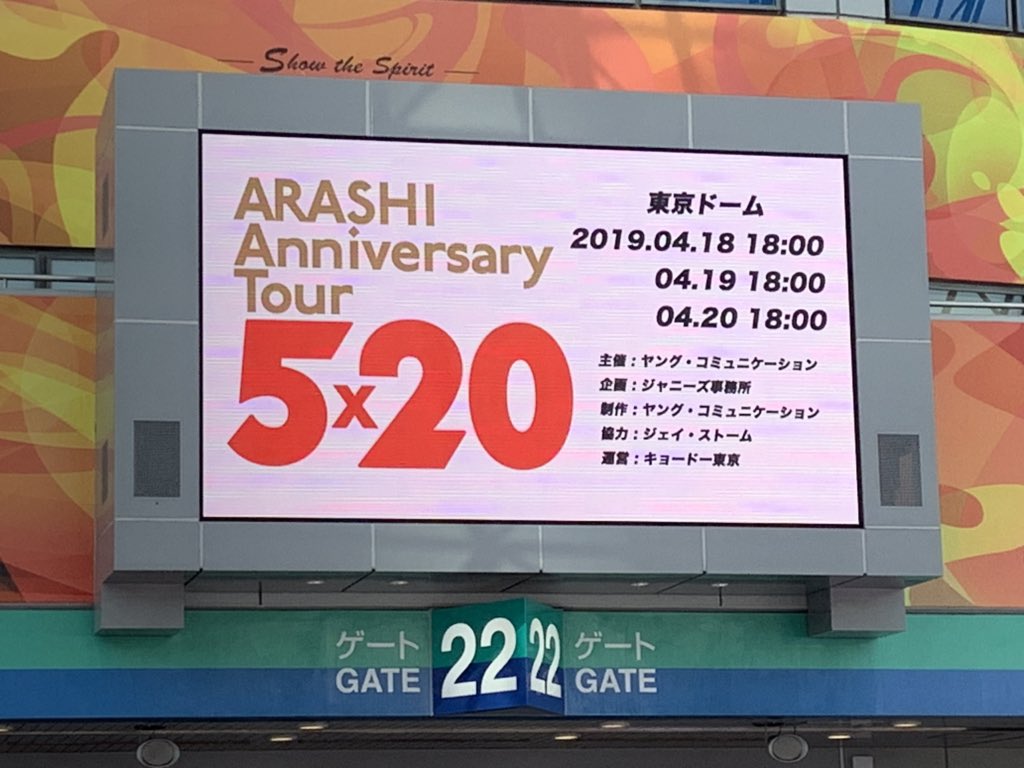 Show the Spirit
ARASHI
Anniversary
Tour
5x20
東京ドーム
2019.04.18 18:00
04.19 18:00
04.20 18:00
主催：ヤング・コミュニケーション
企画：ジャニーズ事務所
制作：ヤング・コミュニケーション
協力：ジェイ・ストーム
運営：キョードー東京
ゲート 22 22 ゲート
GATE GATE